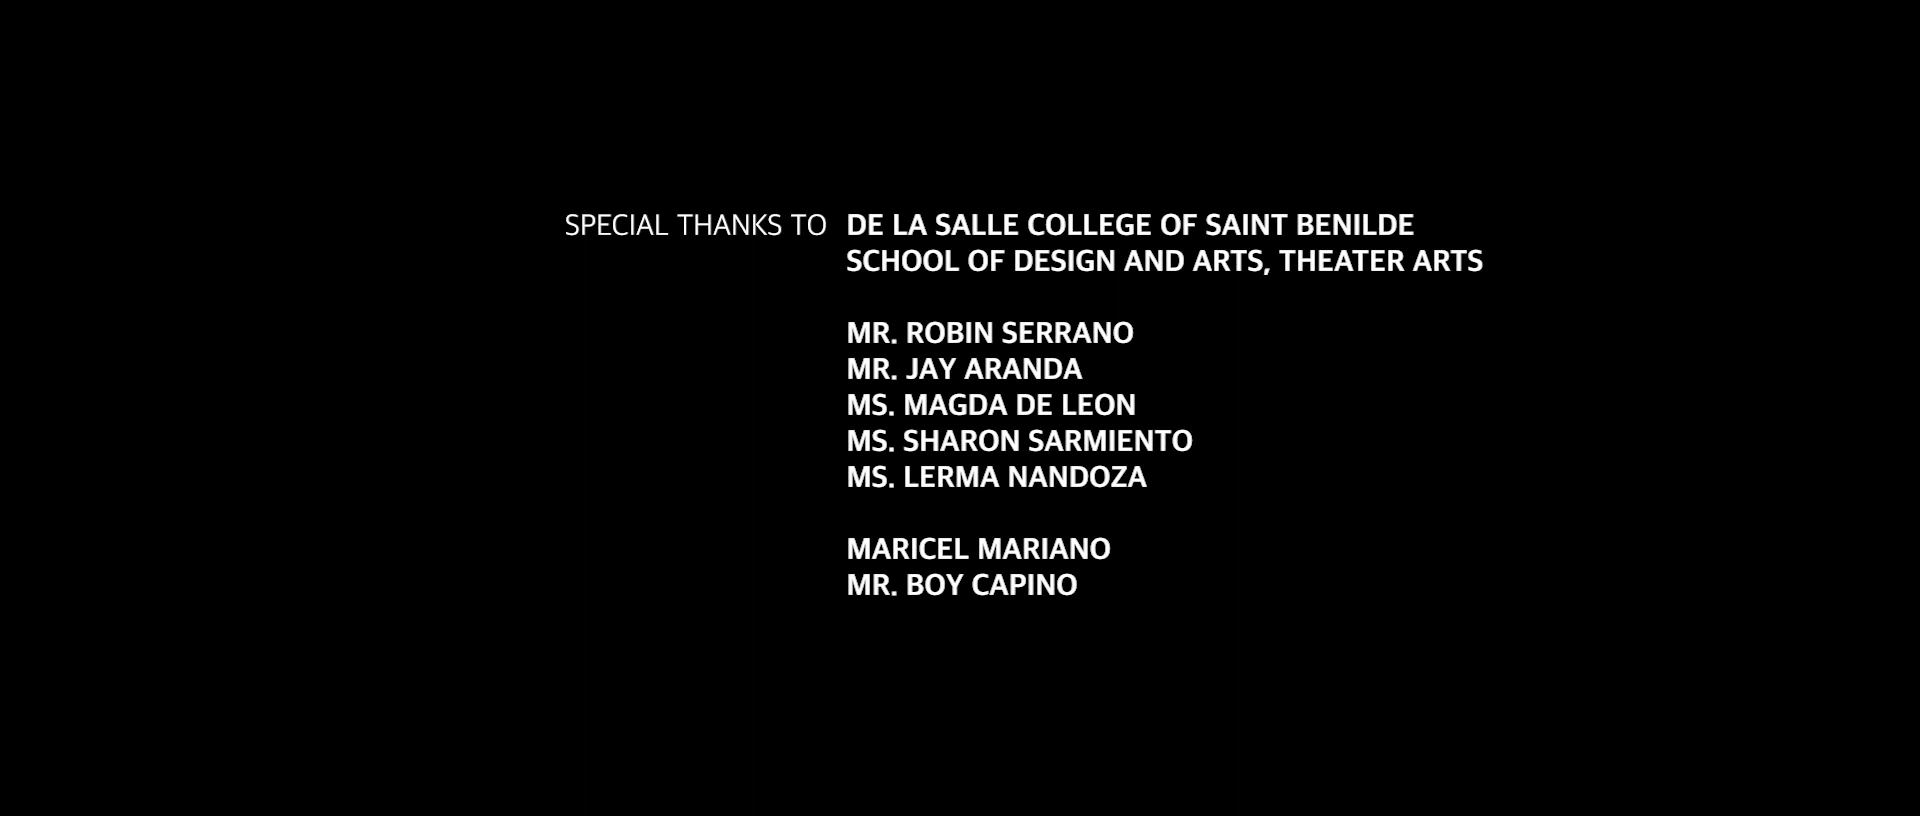 SPECIAL THANKS TO DE LA SALLE COLLEGE OF SAINT BENILDE
SCHOOL OF DESIGN AND ARTS, THEATER ARTS
MR. ROBIN SERRANO
MR. JAY ARANDA
MS. MAGDA DE LEON
MS. SHARON SARMIENTO
MS. LERMA NANDOZA
MARICEL MARIANO
MR. BOY CAPINO